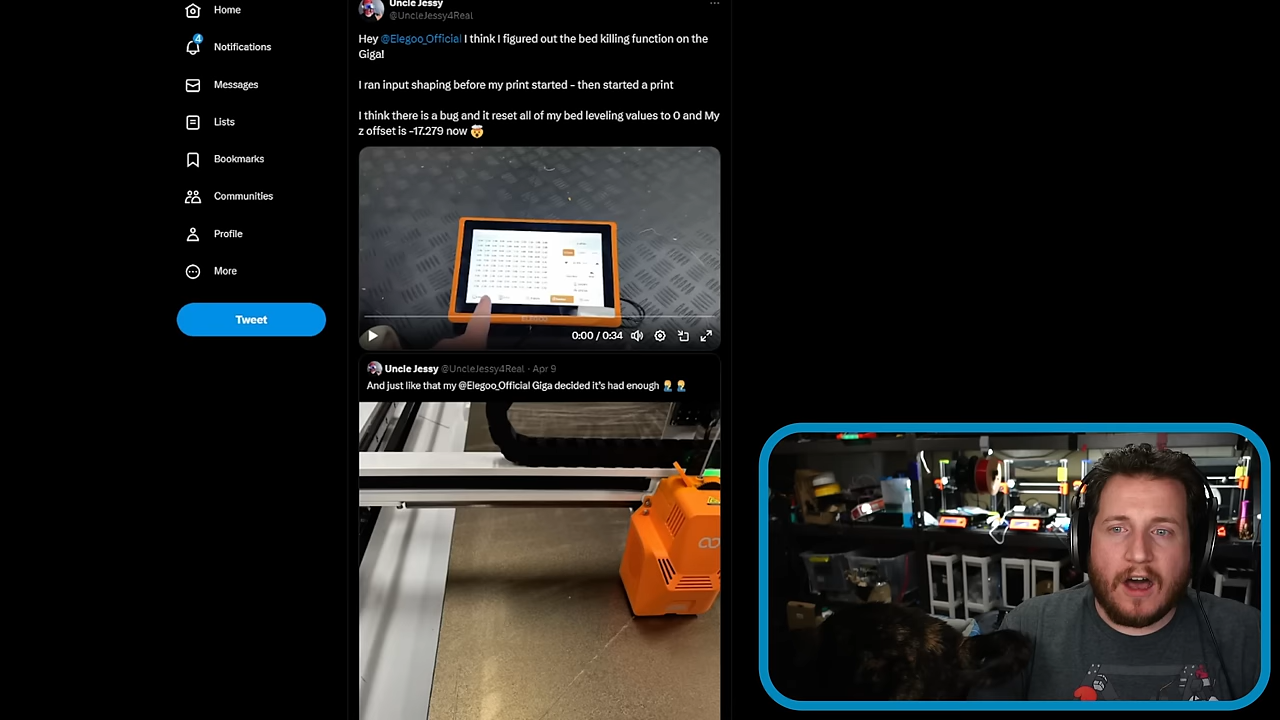 Home
Notifications
4
Messages
Lists
Bookmarks
Communities
Profile
More
Tweet
Uncle Jessy
@UncleJessy4Real
Hey @Elegoo_Official I think I figured out the bed killing function on the
Giga!
I ran input shaping before my print started - then started a print
I think there is a bug and it reset all of my bed leveling values to 0 and My
z offset is -17.279 now 🤯
ELEGOO
0:00 / 0:34
Uncle Jessy @UncleJessy4Real · Apr 9
And just like that my @Elegoo_Official Giga decided it's had enough 🤦‍♂️ 🤦‍♂️